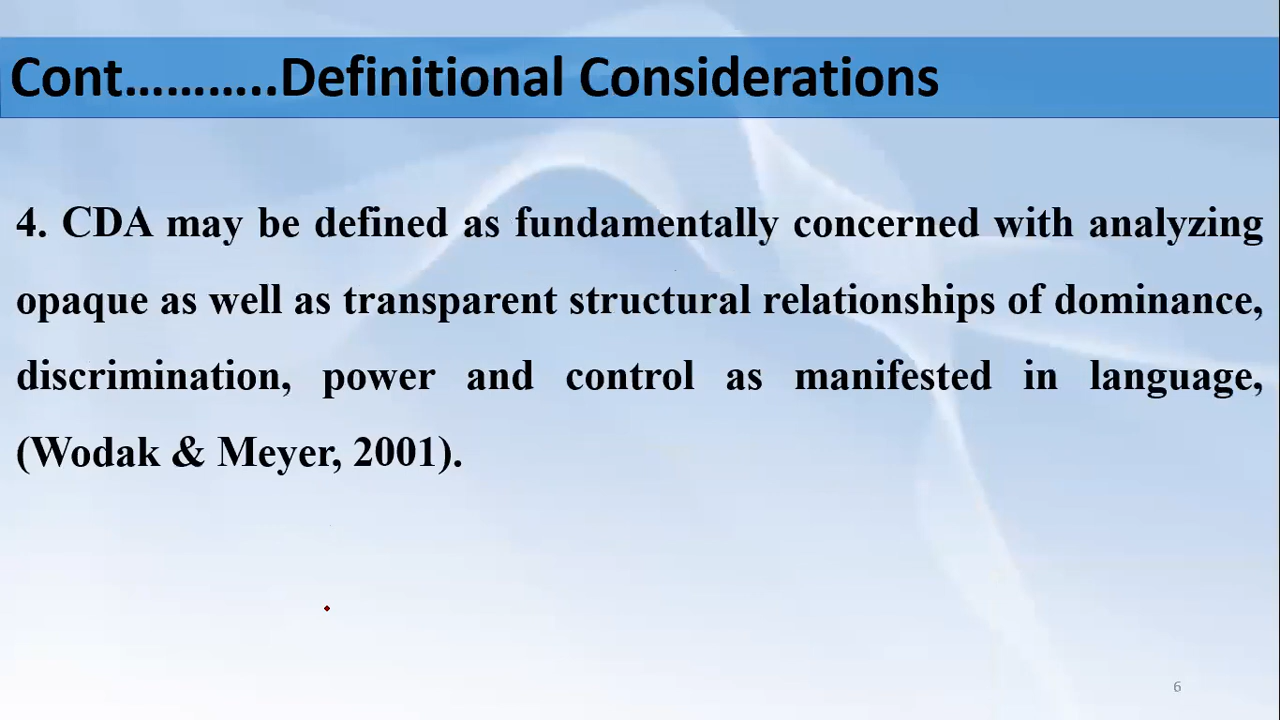 Cont………..Definitional Considerations
4. CDA may be defined as fundamentally concerned with analyzing
opaque as well as transparent structural relationships of dominance,
discrimination, power and control as manifested in language,
(Wodak & Meyer, 2001).
6